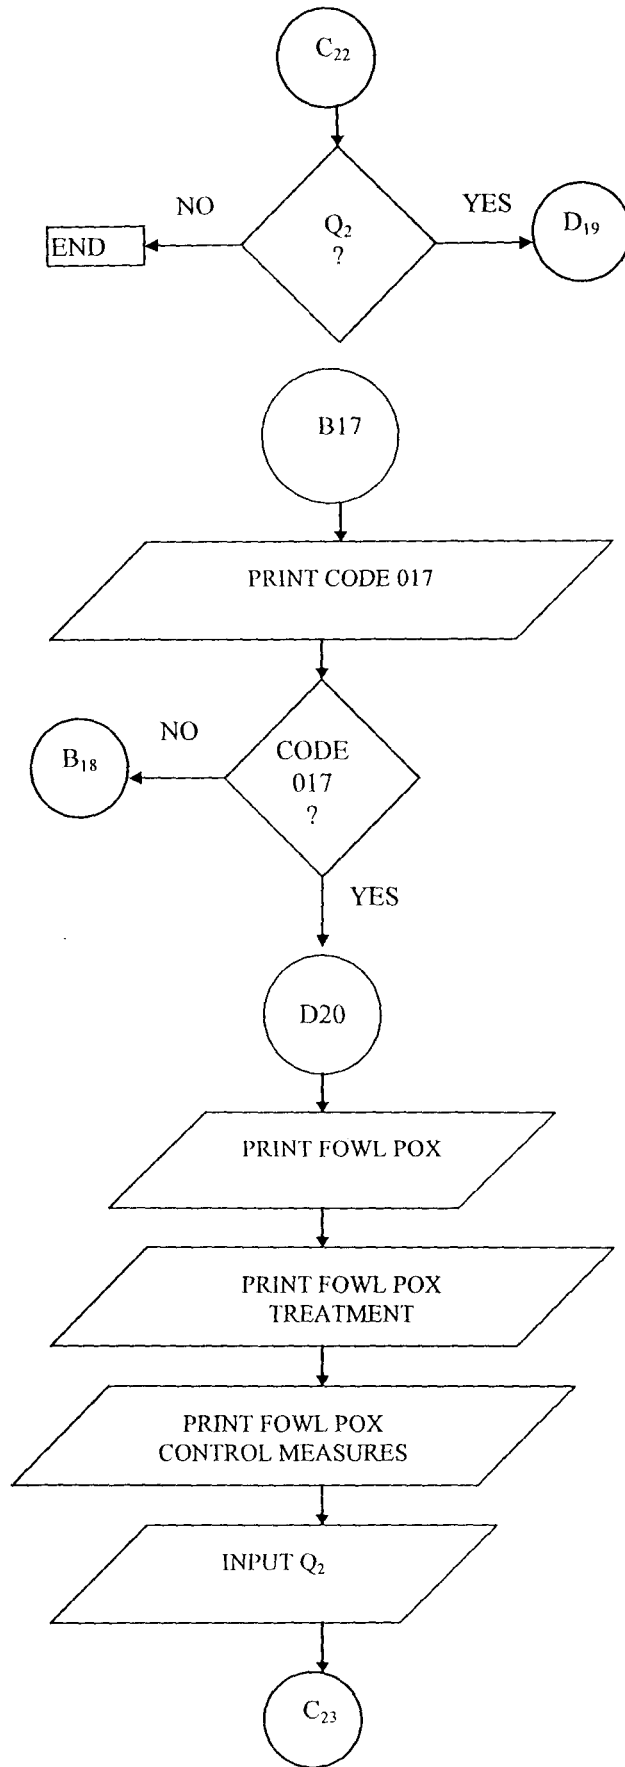 C₂₂
NO
YES
Q₂
?
END
D₁₉
B17
PRINT CODE 017
NO
CODE
017
?
B₁₈
YES
D20
PRINT FOWL POX
PRINT FOWL POX
TREATMENT
PRINT FOWL POX
CONTROL MEASURES
INPUT Q₂
C₂₃